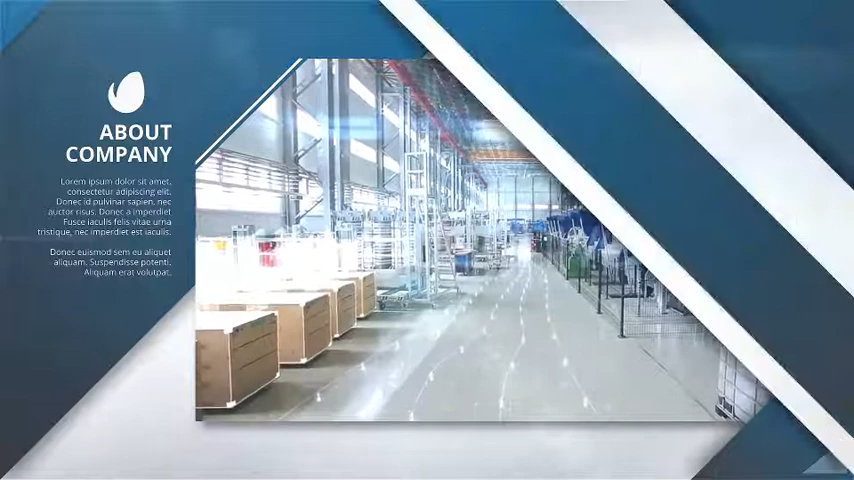 ABOUT
COMPANY
Lorem ipsum dolor sit amet,
consectetur adipiscing elit.
Donec id pulvinar sapien, nec
auctor risus. Donec a imperdiet
Fusce iaculis felis vitae urna
tristique, nec imperdiet est iaculis.
Donec euismod sem eu aliquet
aliquam. Suspendisse potenti.
Aliquam erat volutpat.